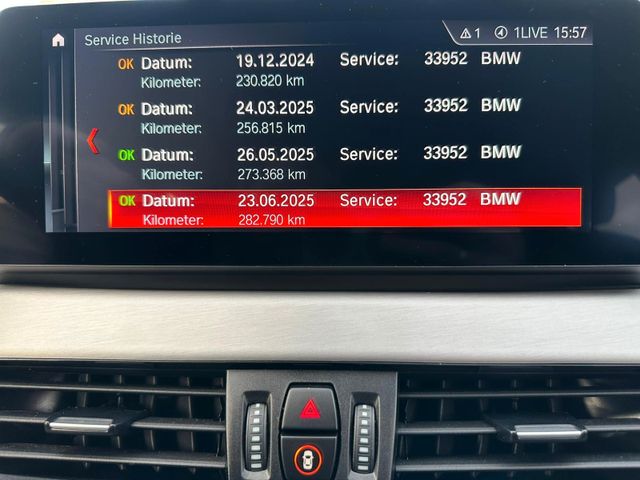 Service Historie
1 1LIVE 15:57
OK Datum: 19.12.2024 Service: 33952 BMW
Kilometer: 230.820 km
OK Datum: 24.03.2025 Service: 33952 BMW
Kilometer: 256.815 km
OK Datum: 26.05.2025 Service: 33952 BMW
Kilometer: 273.368 km
OK Datum: 23.06.2025 Service: 33952 BMW
Kilometer: 282.790 km